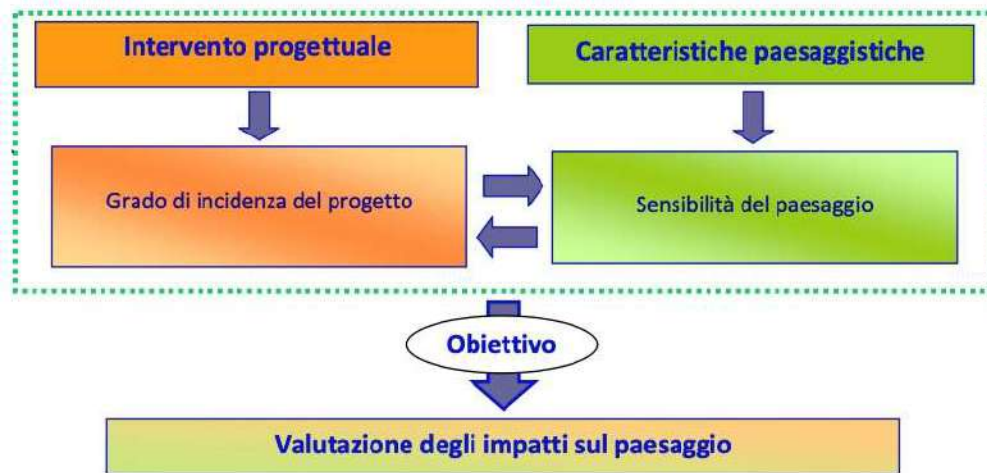 Intervento progettuale
Caratteristiche paesaggistiche
Grado di incidenza del progetto
Sensibilità del paesaggio
Obiettivo
Valutazione degli impatti sul paesaggio